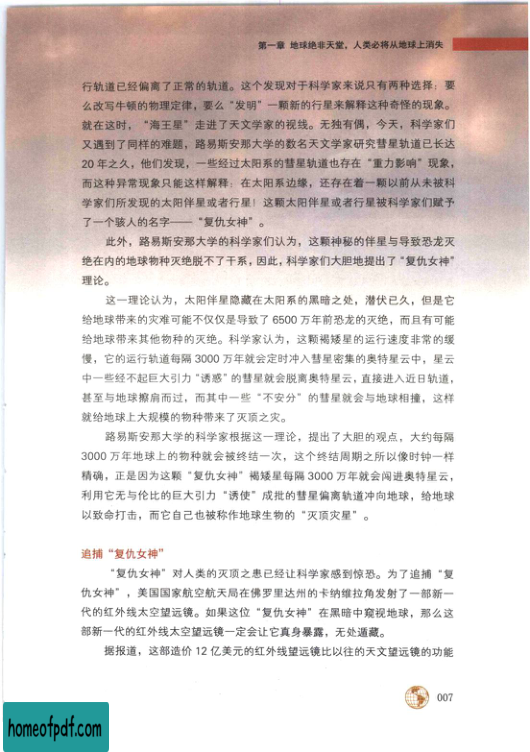 第一章 地球绝非天堂，人类必将从地球上消失
行轨道已经偏离了正常的轨道。这个发现对于科学家来说只有两种选择：要
么改写牛顿的物理定律，要么“发明”一颗新的行星来解释这种奇怪的现象。
就在这时，“海王星”走进了天文学家的视线。无独有偶，今天，科学家们
又遇到了同样的难题，路易斯安那大学的数名天文学家研究彗星轨道已长达
20 年之久，他们发现，一些经过太阳系的彗星轨道也存在“重力影响”现象，
而这种异常现象只能这样解释：在太阳系边缘，还存在着一颗以前从未被科
学家们所发现的太阳伴星或者行星！这颗太阳伴星或者行星被科学家们赋予
了一个骇人的名字——“复仇女神”。
此外，路易斯安那大学的科学家们认为，这颗神秘的伴星与导致恐龙灭
绝在内的地球物种灭绝脱不了干系，因此，科学家们大胆地提出了“复仇女神”
理论。
这一理论认为，太阳伴星隐藏在太阳系的黑暗之处，潜伏已久，但是它
给地球带来的灾难可能不仅仅是导致了 6500 万年前恐龙的灭绝，而且有可能
给地球带来其他物种的灭绝。科学家认为，这颗褐矮星的运行速度非常的缓
慢，它的运行轨道每隔 3000 万年就会定时冲入彗星密集的奥特星云中，星云
中一些经不起巨大引力“诱惑”的彗星就会脱离奥特星云，直接进入近日轨道，
甚至与地球擦肩而过，而其中一些“不安分”的彗星就会与地球相撞，这样
就给地球上大规模的物种带来了灭顶之灾。
路易斯安那大学的科学家根据这一理论，提出了大胆的观点，大约每隔
3000 万年地球上的物种就会被终结一次，这个终结周期之所以像时钟一样
精确，正是因为这颗“复仇女神”褐矮星每隔 3000 万年就会闯进奥特星云，
利用它无与伦比的巨大引力“诱使”成批的彗星偏离轨道冲向地球，给地球
以致命打击，而它自己也被称作地球生物的“灭顶灾星”。
追捕“复仇女神”
“复仇女神”对人类的灭顶之患已经让科学家感到惊恐。为了追捕“复
仇女神”，美国国家航空航天局在佛罗里达州的卡纳维拉角发射了一部新一
代的红外线太空望远镜。如果这位“复仇女神”在黑暗中窥视地球，那么这
部新一代的红外线太空望远镜一定会让它真身暴露，无处遁藏。
据报道，这部造价 12 亿美元的红外线望远镜比以往的天文望远镜的功能
007
homeofpdf.com